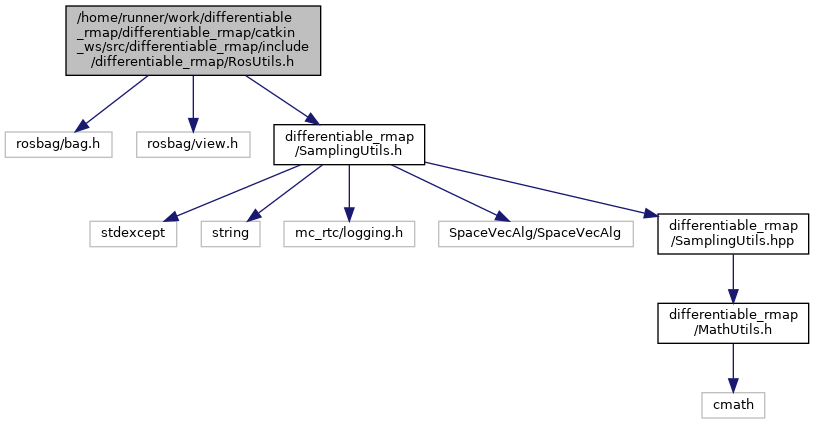 /home/runner/work/differentiable
_rmap/differentiable_rmap/catkin
_ws/src/differentiable_rmap/include
/differentiable_rmap/RosUtils.h
rosbag/bag.h
rosbag/view.h
differentiable_rmap
/SamplingUtils.h
stdexcept
string
mc_rtc/logging.h
SpaceVecAlg/SpaceVecAlg
differentiable_rmap
/SamplingUtils.hpp
differentiable_rmap
/MathUtils.h
cmath